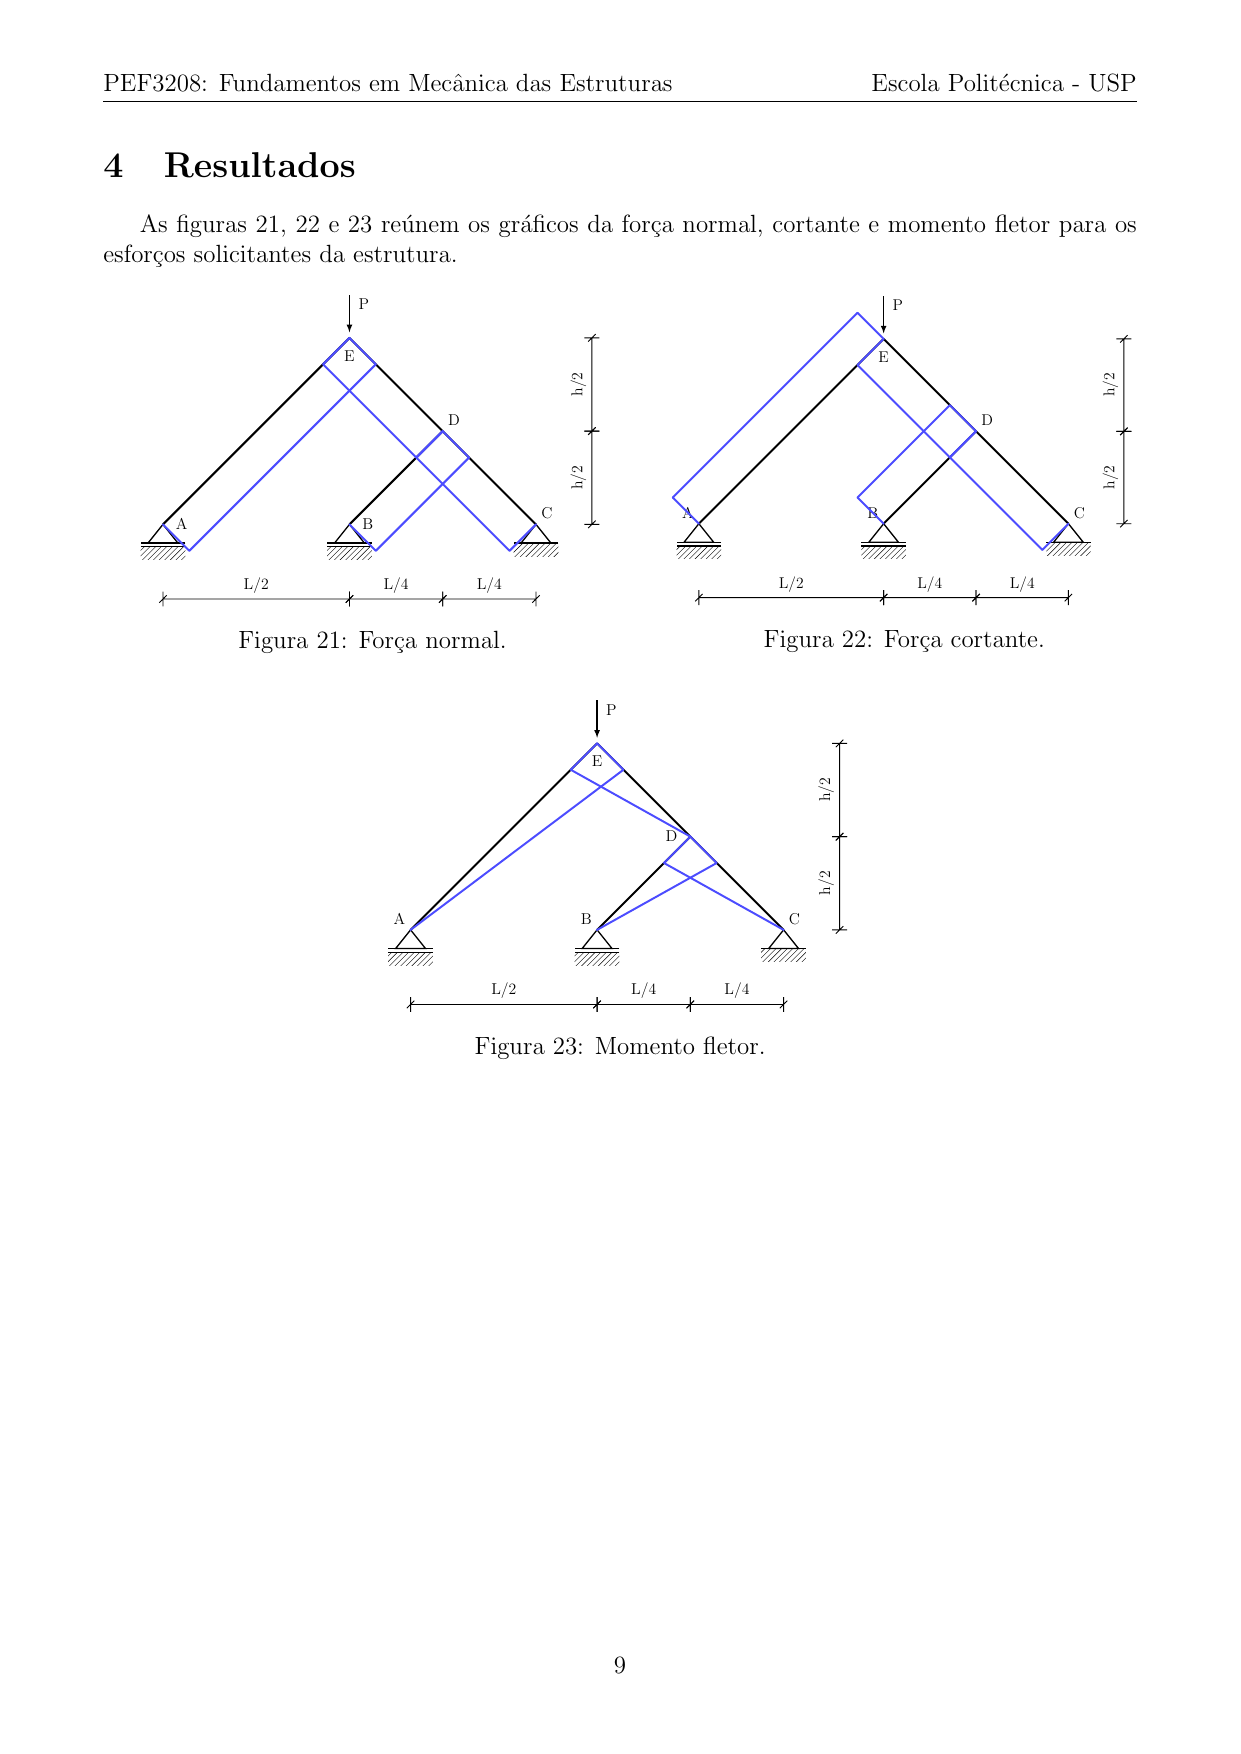 PEF3208: Fundamentos em Mecânica das Estruturas Escola Politécnica - USP
4 Resultados
As figuras 21, 22 e 23 reúnem os gráficos da força normal, cortante e momento fletor para os
esforços solicitantes da estrutura.
P
E
D
C
A
B
h/2
h/2
L/2 L/4 L/4
Figura 21: Força normal.
P
E
D
C
A
B
h/2
h/2
L/2 L/4 L/4
Figura 22: Força cortante.
P
E
D
A
B
C
h/2
h/2
L/2 L/4 L/4
Figura 23: Momento fletor.
9